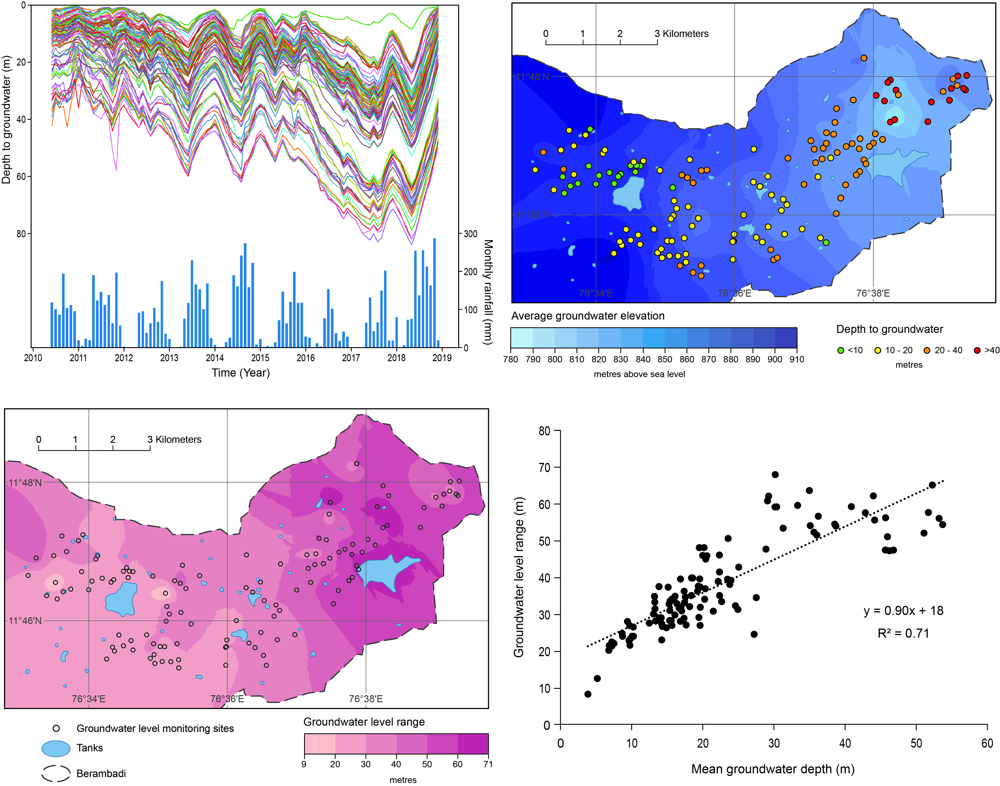 0
20
40
60
80
Depth to groundwater (m)
300
200
100
0
Monthly rainfall (mm)
2010 2011 2012 2013 2014 2015 2016 2017 2018 2019
Time (Year)
0 1 2 3 Kilometers
11°48'N
11°46'N
76°34'E 76°36'E 76°38'E
Average groundwater elevation
780 790 800 810 820 830 840 850 860 870 880 890 900 910
metres above sea level
Depth to groundwater
<10 10 - 20 20 - 40 >40
metres
0 1 2 3 Kilometers
11°48'N
11°46'N
76°34'E 76°36'E 76°38'E
Groundwater level monitoring sites
Tanks
Berambadi
Groundwater level range
9 20 30 40 50 60 71
metres
80
70
60
50
40
30
20
10
0
Groundwater level range (m)
y = 0.90x + 18
R² = 0.71
0 10 20 30 40 50 60
Mean groundwater depth (m)